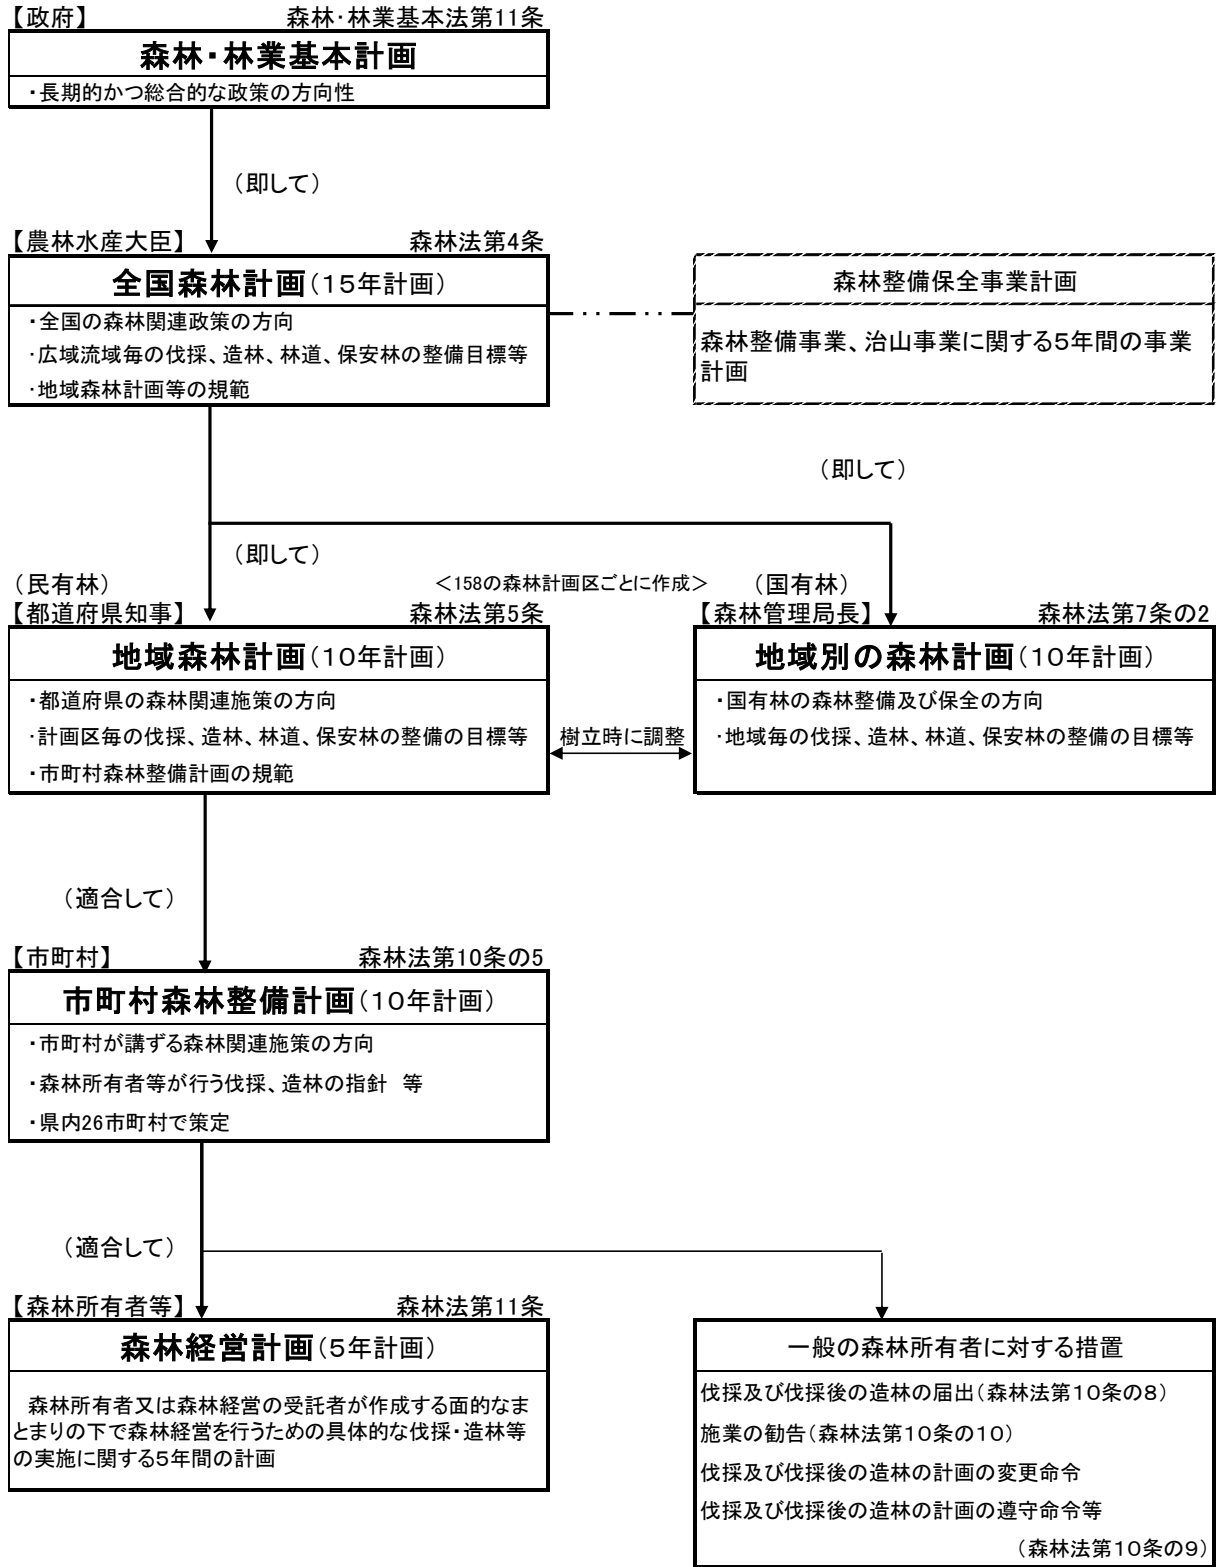 【政府】 森林・林業基本法第11条
森林・林業基本計画
・長期的かつ総合的な政策の方向性
（即して）
【農林水産大臣】 森林法第4条
全国森林計画（15年計画）
・全国の森林関連政策の方向
・広域流域毎の伐採、造林、林道、保安林の整備目標等
・地域森林計画等の規範
森林整備保全事業計画
森林整備事業、治山事業に関する5年間の事業
計画
（即して）
（即して）
（民有林） ＜158の森林計画区ごとに作成＞ （国有林）
【都道府県知事】 森林法第5条
地域森林計画（10年計画）
・都道府県の森林関連施策の方向
・計画区毎の伐採、造林、林道、保安林の整備の目標等
・市町村森林整備計画の規範
樹立時に調整
【森林管理局長】 森林法第7条の2
地域別の森林計画（10年計画）
・国有林の森林整備及び保全の方向
・地域毎の伐採、造林、林道、保安林の整備の目標等
（適合して）
【市町村】 森林法第10条の5
市町村森林整備計画（10年計画）
・市町村が講ずる森林関連施策の方向
・森林所有者等が行う伐採、造林の指針 等
・県内26市町村で策定
（適合して）
【森林所有者等】 森林法第11条
森林経営計画（5年計画）
森林所有者又は森林経営の受託者が作成する面的なま
とまりの下で森林経営を行うための具体的な伐採・造林等
の実施に関する5年間の計画
一般の森林所有者に対する措置
伐採及び伐採後の造林の届出（森林法第10条の8）
施業の勧告（森林法第10条の10）
伐採及び伐採後の造林の計画の変更命令
伐採及び伐採後の造林の計画の遵守命令等
（森林法第10条の9）